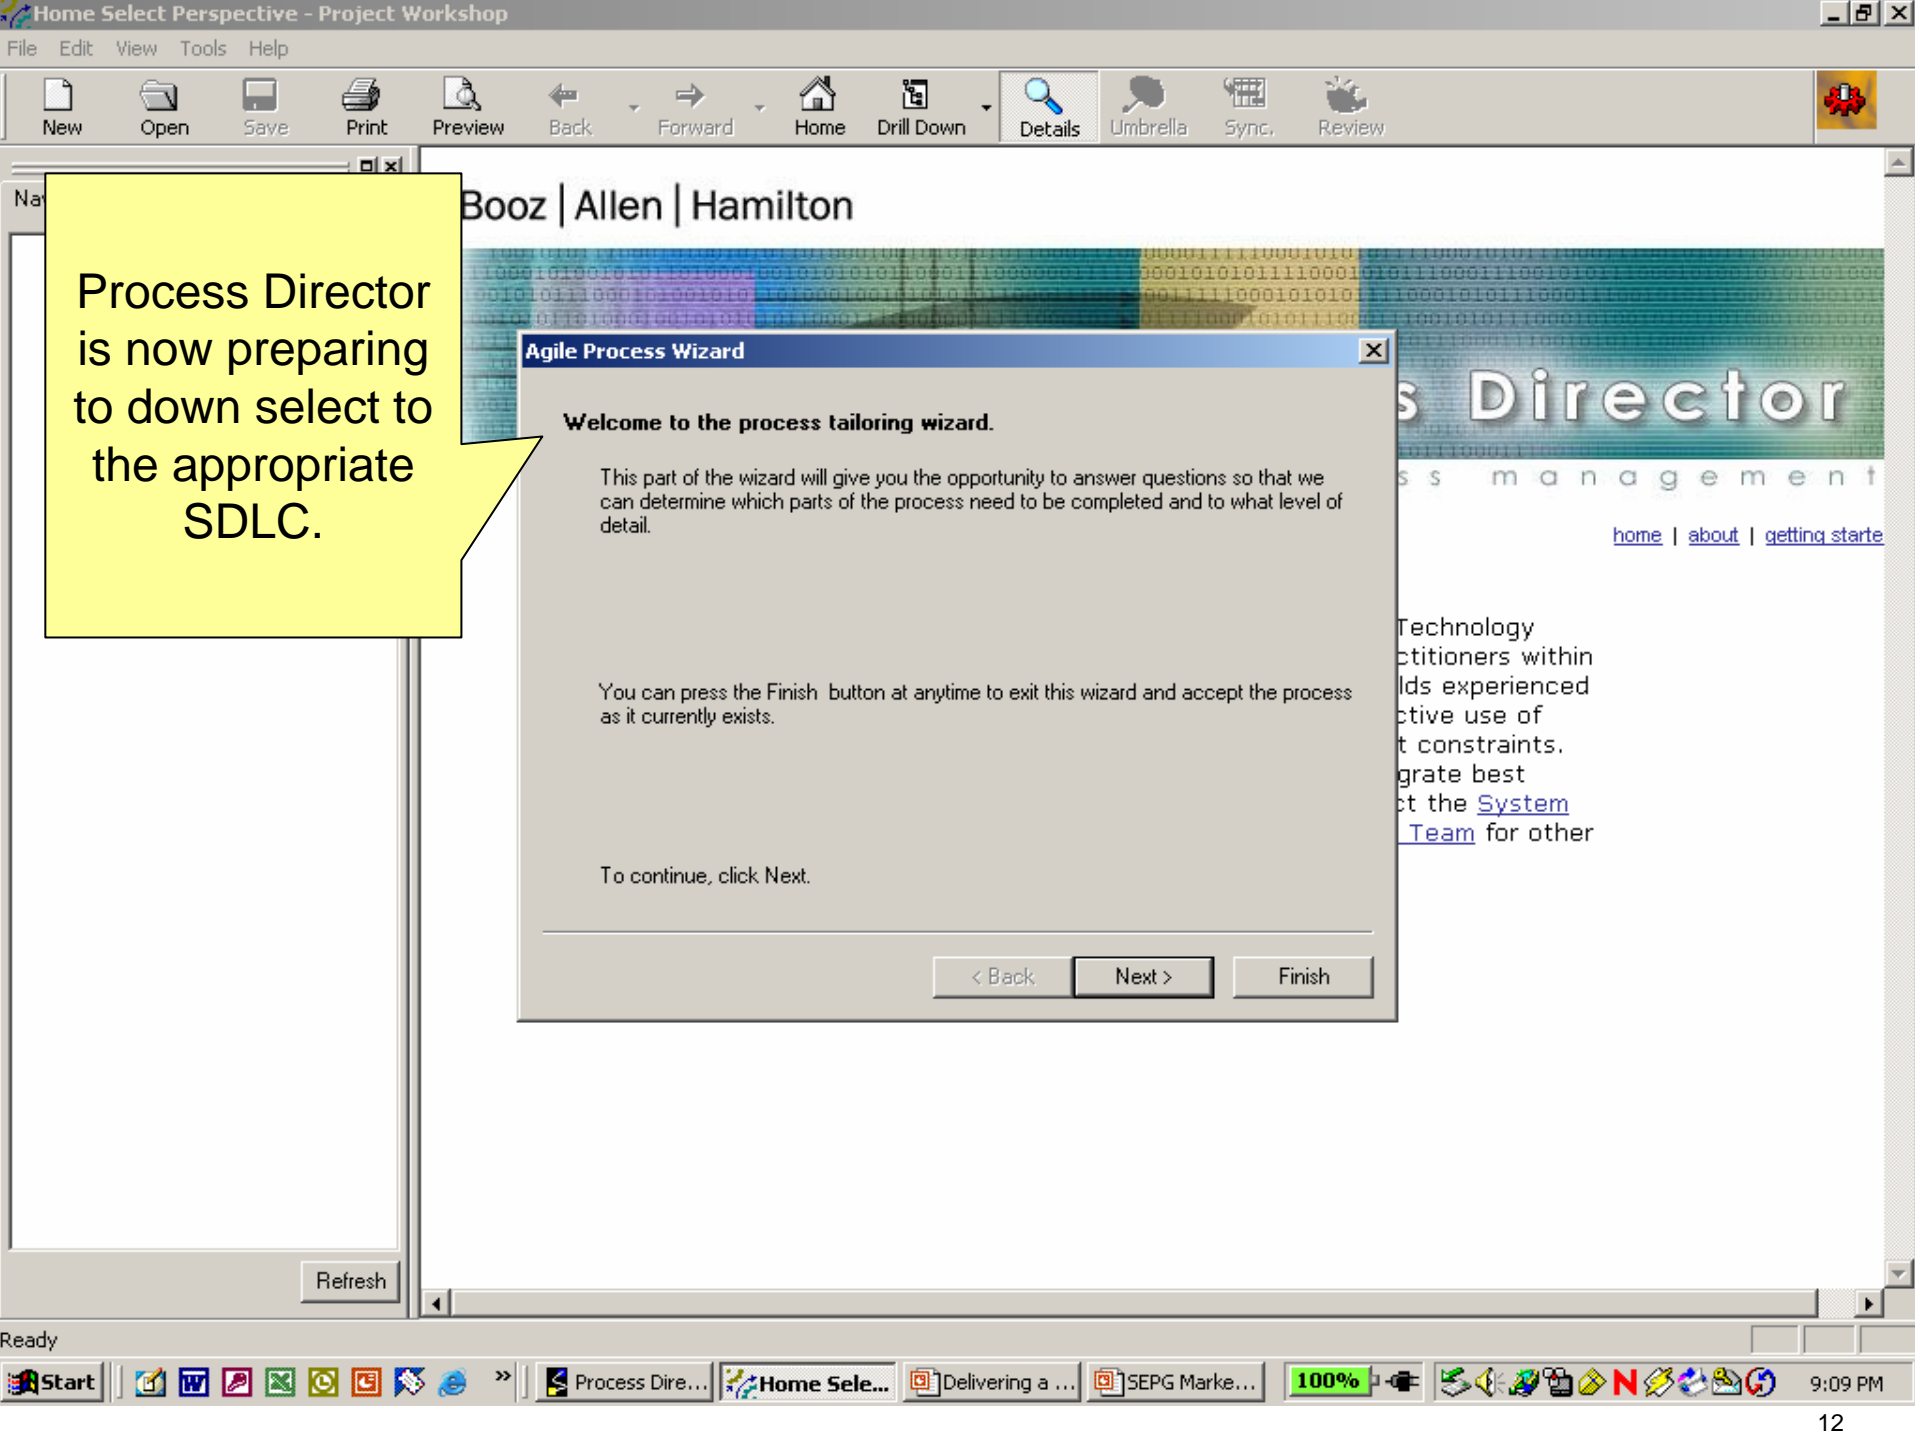 Home Select Perspective - Project Workshop
File Edit View Tools Help
New Open Save Print Preview Back Forward Home Drill Down Details Umbrella Sync. Review
Booz | Allen | Hamilton
Process Director
is now preparing
to down select to
the appropriate
SDLC.
s Director
s s management
home | about | getting starte
Agile Process Wizard
Welcome to the process tailoring wizard.
This part of the wizard will give you the opportunity to answer questions so that we
can determine which parts of the process need to be completed and to what level of
detail.
You can press the Finish button at anytime to exit this wizard and accept the process
as it currently exists.
To continue, click Next.
< Back Next > Finish
Technology
ctitioners within
lds experienced
ctive use of
t constraints.
grate best
ct the System
Team for other
Refresh
Ready
Start Process Dire... Home Sele... Delivering a ... SEPG Marke... 100% 9:09 PM
12